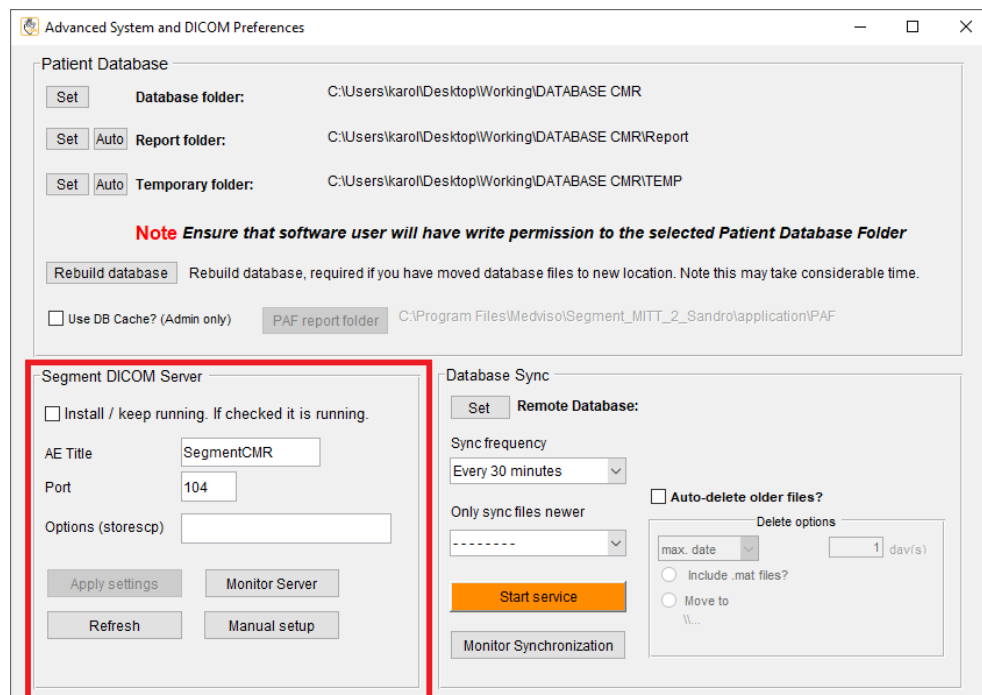 Advanced System and DICOM Preferences
Patient Database
Set Database folder: C:\Users\karol\Desktop\Working\DATABASE CMR
Set Auto Report folder: C:\Users\karol\Desktop\Working\DATABASE CMR\Report
Set Auto Temporary folder: C:\Users\karol\Desktop\Working\DATABASE CMR\TEMP
Note Ensure that software user will have write permission to the selected Patient Database Folder
Rebuild database Rebuild database, required if you have moved database files to new location. Note this may take considerable time.
Use DB Cache? (Admin only) PAF report folder C:\Program Files\Medviso\Segment_MITT_2_Sandro\application\PAF
Segment DICOM Server
Install / keep running. If checked it is running.
AE Title SegmentCMR
Port 104
Options (storescp)
Apply settings Monitor Server
Refresh Manual setup
Database Sync
Set Remote Database:
Sync frequency
Every 30 minutes
Only sync files newer
--------
Start service
Monitor Synchronization
Auto-delete older files?
Delete options
max. date 1 day(s)
Include .mat files?
Move to
\\...